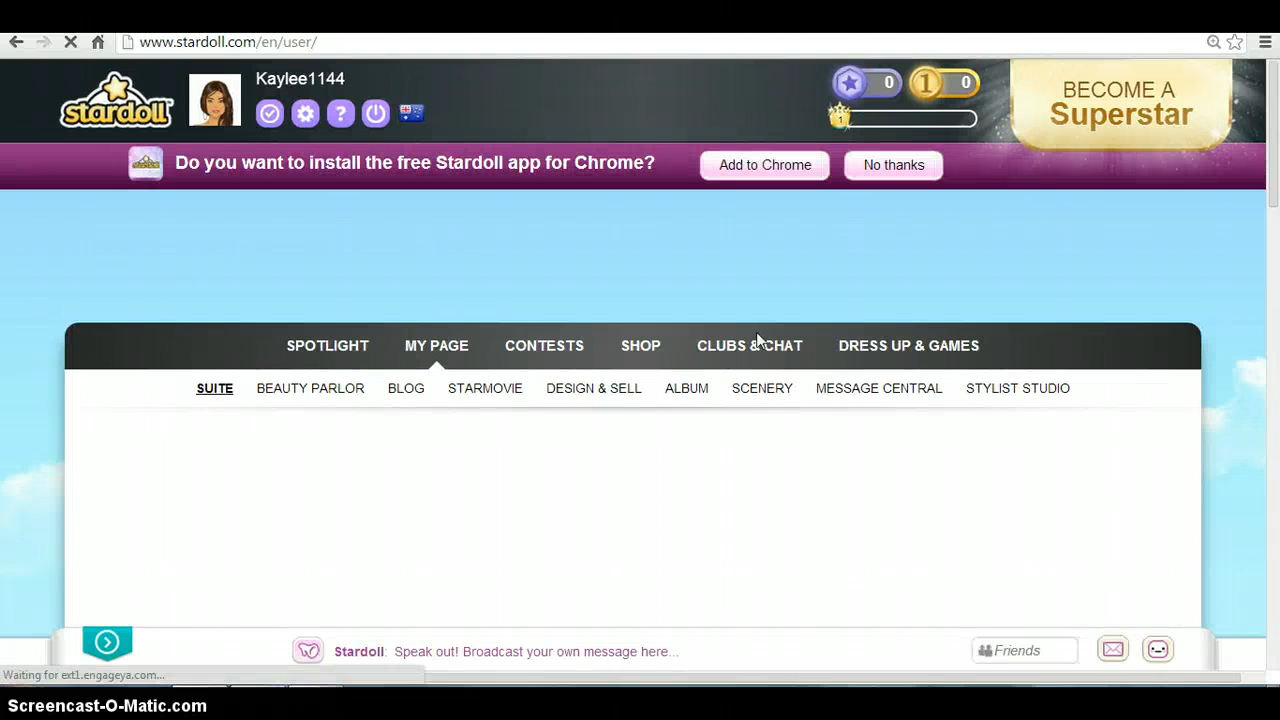 www.stardoll.com/en/user/
stardoll
Kaylee1144
?
0
1
0
BECOME A
Superstar
Do you want to install the free Stardoll app for Chrome?
Add to Chrome
No thanks
SPOTLIGHT MY PAGE CONTESTS SHOP CLUBS & CHAT DRESS UP & GAMES
SUITE BEAUTY PARLOR BLOG STARMOVIE DESIGN & SELL ALBUM SCENERY MESSAGE CENTRAL STYLIST STUDIO
Stardoll: Speak out! Broadcast your own message here...
Friends
Waiting for ext1.engageya.com...
Screencast-O-Matic.com